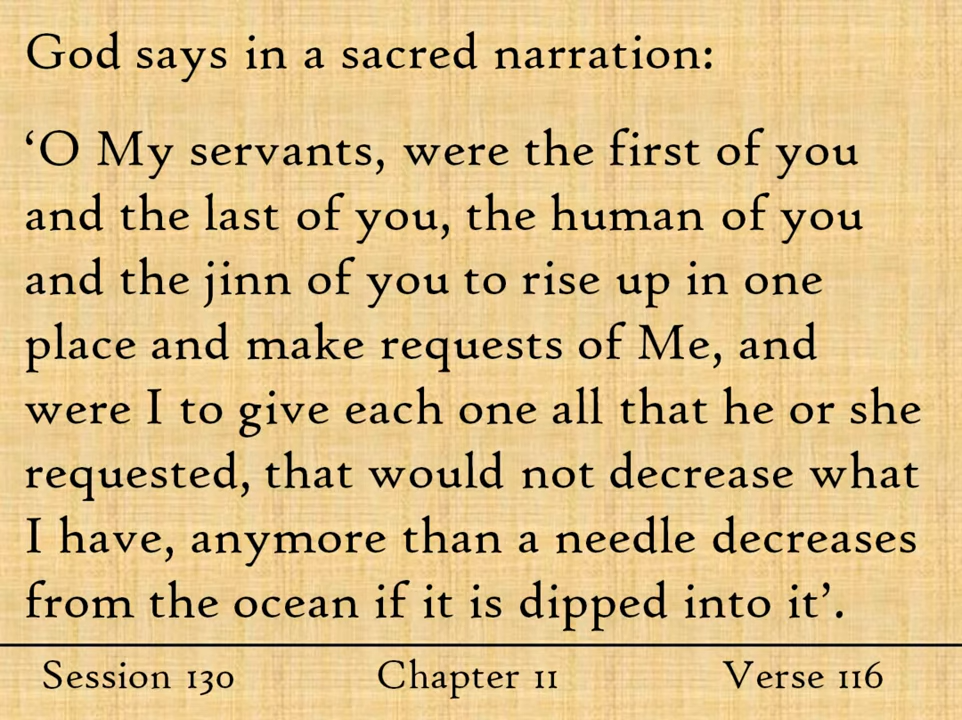 God says in a sacred narration:
‘O My servants, were the first of you
and the last of you, the human of you
and the jinn of you to rise up in one
place and make requests of Me, and
were I to give each one all that he or she
requested, that would not decrease what
I have, anymore than a needle decreases
from the ocean if it is dipped into it’.
Session 130 Chapter 11 Verse 116